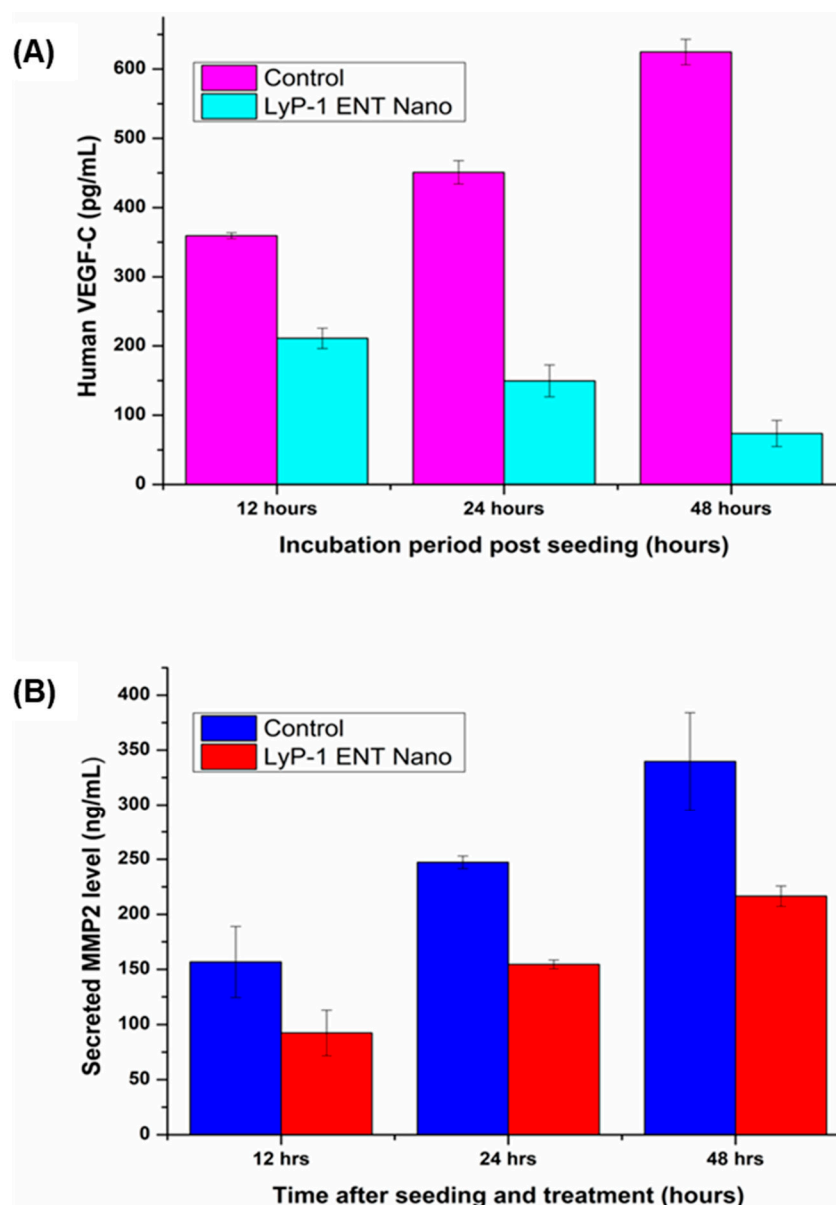 (A)
Control
LyP-1 ENT Nano
Human VEGF-C (pg/mL)
600
500
400
300
200
100
0
12 hours
24 hours
48 hours
Incubation period post seeding (hours)
(B)
Control
LyP-1 ENT Nano
Secreted MMP2 level (ng/mL)
400
350
300
250
200
150
100
50
0
12 hrs
24 hrs
48 hrs
Time after seeding and treatment (hours)